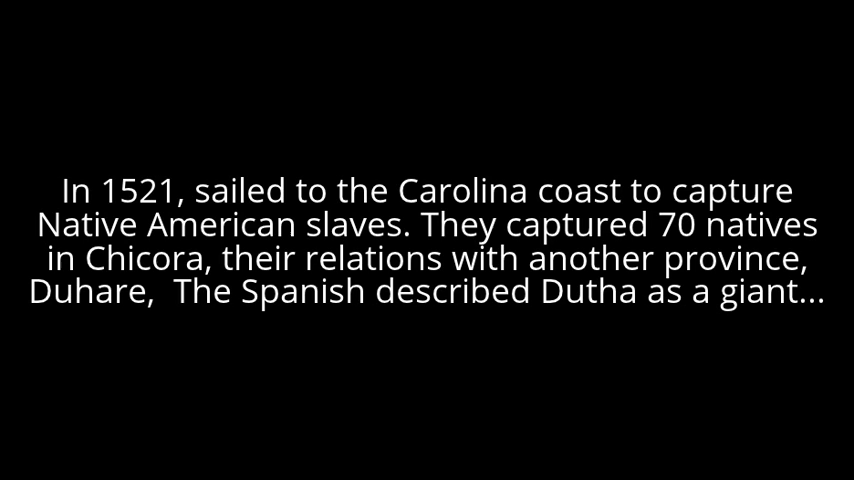 In 1521, sailed to the Carolina coast to capture
Native American slaves. They captured 70 natives
in Chicora, their relations with another province,
Duhare,  The Spanish described Dutha as a giant...